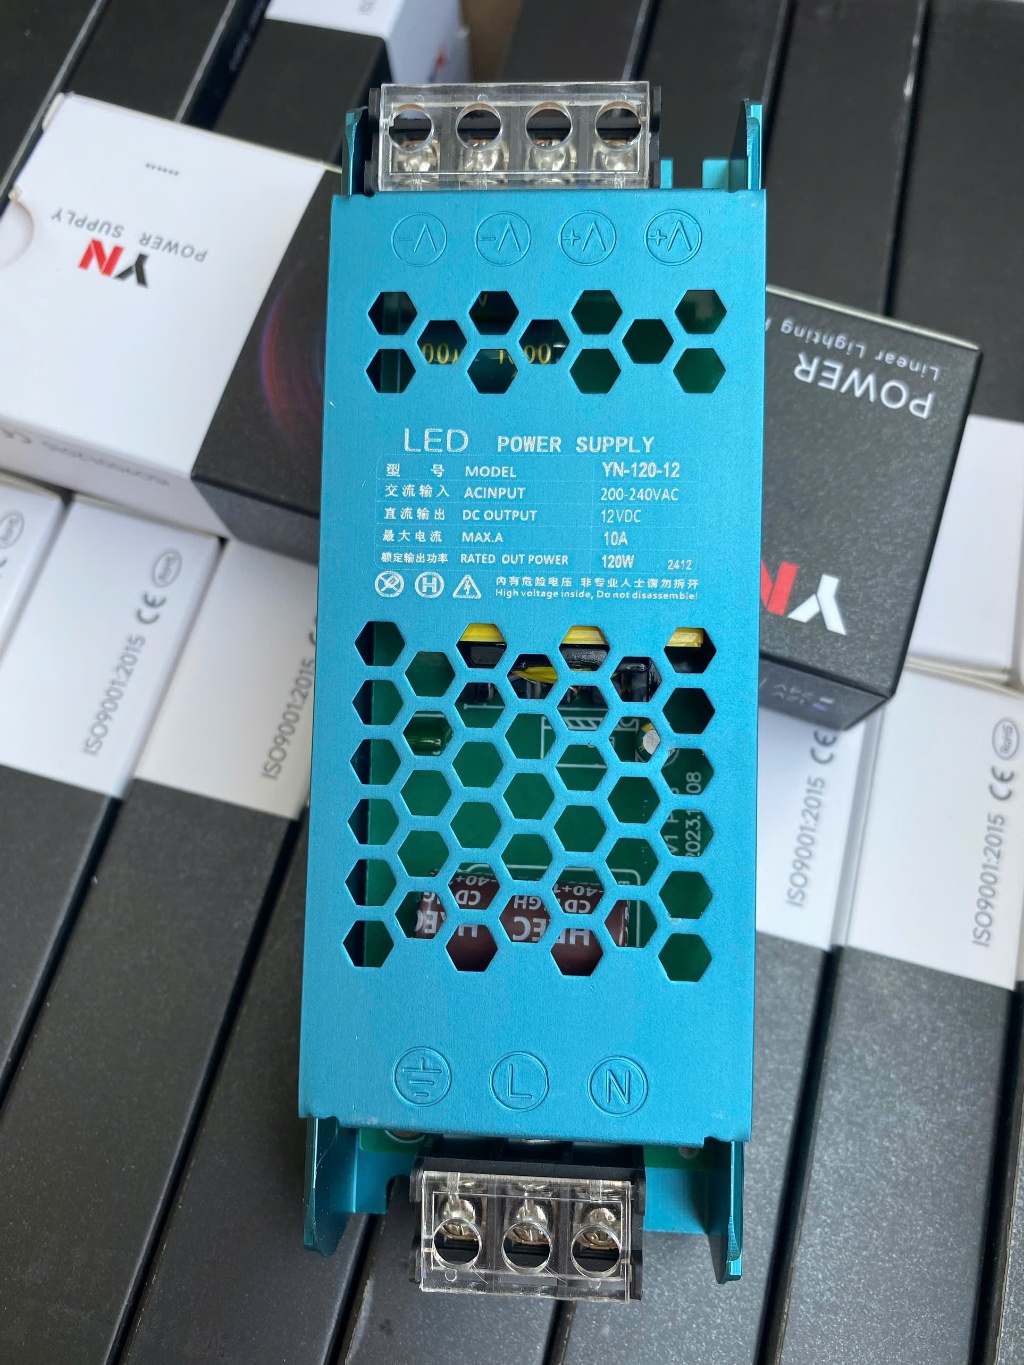 YN
POWER SUPPLY
V- V- V+ V+
LED POWER SUPPLY
型 号 MODEL YN-120-12
交流输入 ACINPUT 200-240VAC
直流输出 DC OUTPUT 12VDC
最大电流 MAX.A 10A
额定输出功率 RATED OUT POWER 120W 2412
H
内有危险电压 非专业人士请勿拆开
High voltage inside, Do not disassemble!
POWER
Linear Lighting
YN
L N
ISO9001:2015 CE RoHS
ISO9001:2015 CE
ISO9001:2015 CE
ISO9001:2015 CE RoHS